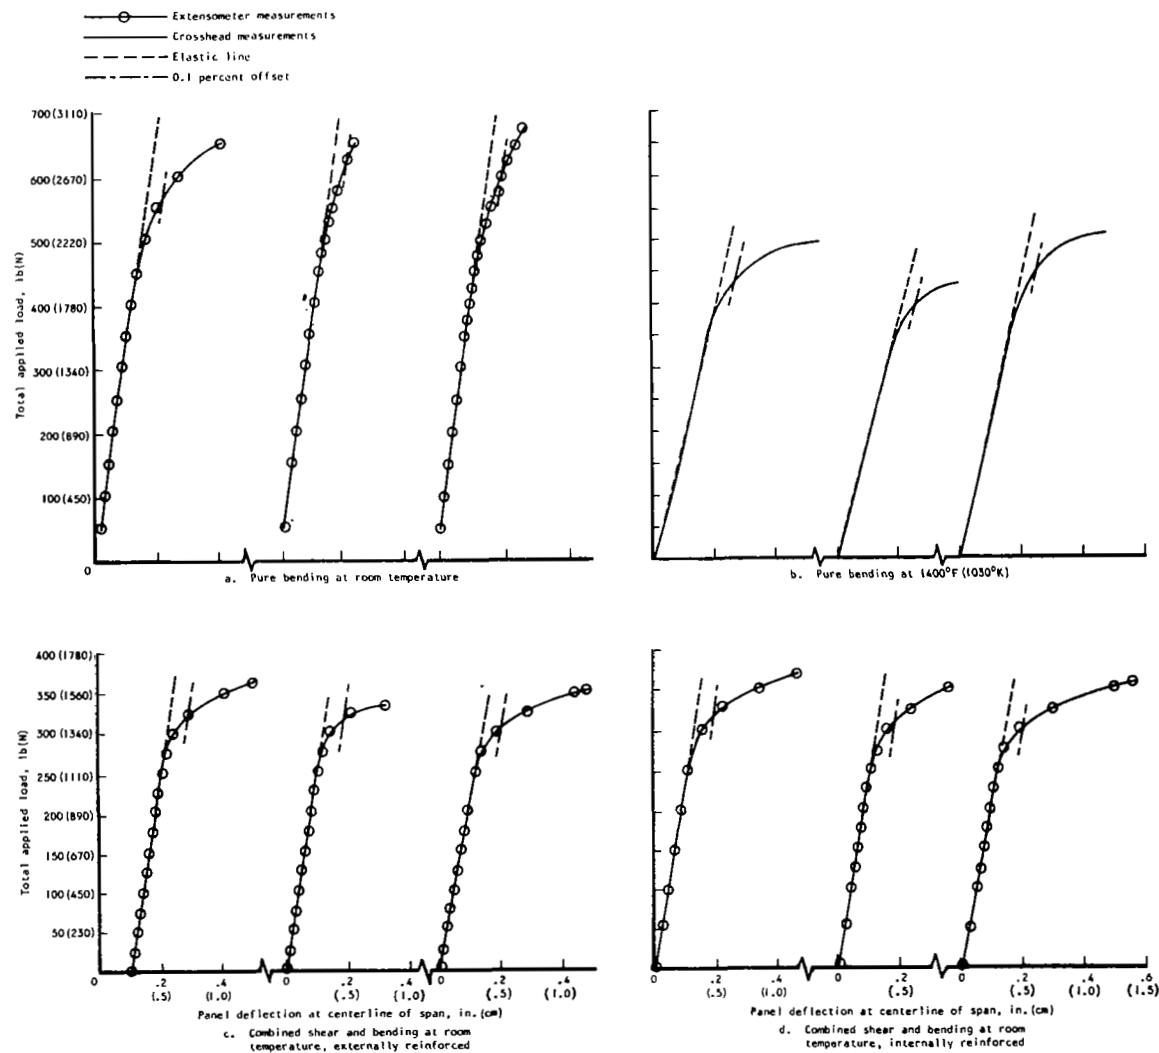 Extensometer measurements
Crosshead measurements
Elastic line
0.1 percent offset
Total applied load, lb(N)
700(3110)
600(2670)
500(2220)
400(1780)
300(1340)
200(890)
100(450)
0
a. Pure bending at room temperature
b. Pure bending at 1400°F(1030°K)
Total applied load, lb(N)
400(1780)
350(1560)
300(1340)
250(1110)
200(890)
150(670)
100(450)
50(230)
0 .2 .4 0 .2 .4 0 .2 .4
(.5) (1.0) (.5) (1.0) (.5) (1.0)
0 .2 .4 0 .2 0 .2 .4 .6
(.5) (1.0) (.5) (.5) (1.0) (1.5)
Panel deflection at centerline of span, in.(cm)
c. Combined shear and bending at room
temperature, externally reinforced
Panel deflection at centerline of span, in.(cm)
d. Combined shear and bending at room
temperature, internally reinforced